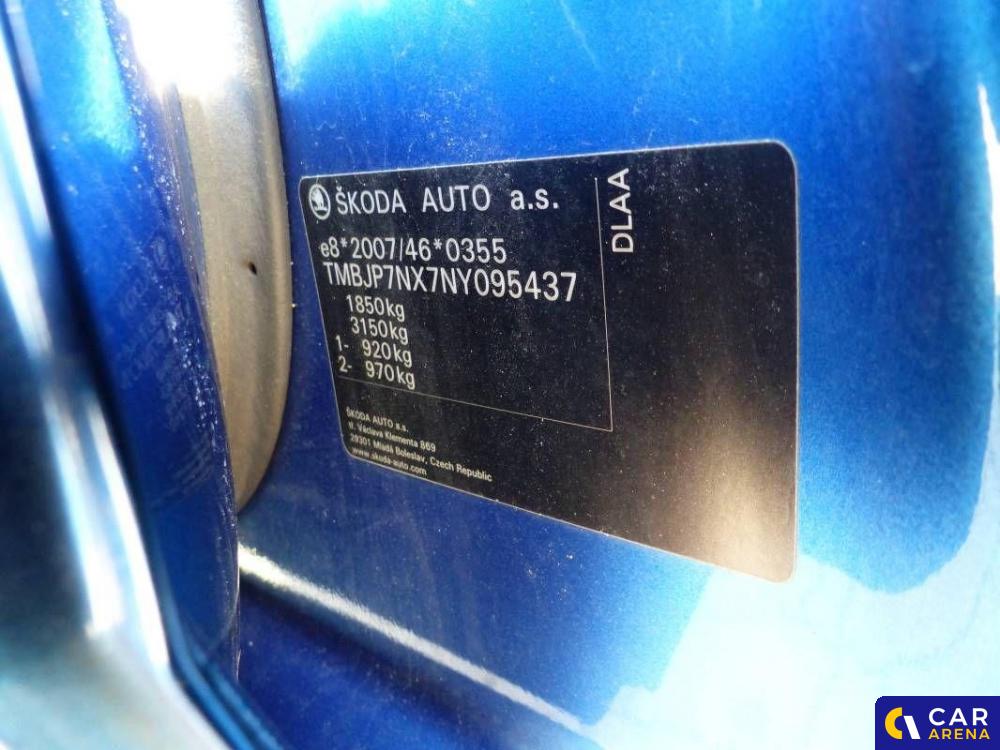 ŠKODA AUTO a.s.
e8*2007/46*0355
TMBJP7NX7NY095437
1850kg
3150kg
1- 920kg
2- 970kg
DLAA
ŠKODA AUTO a.s.
tř. Václava Klementa 869
29301 Mladá Boleslav, Czech Republic
www.skoda-auto.com
CAR
ARENA